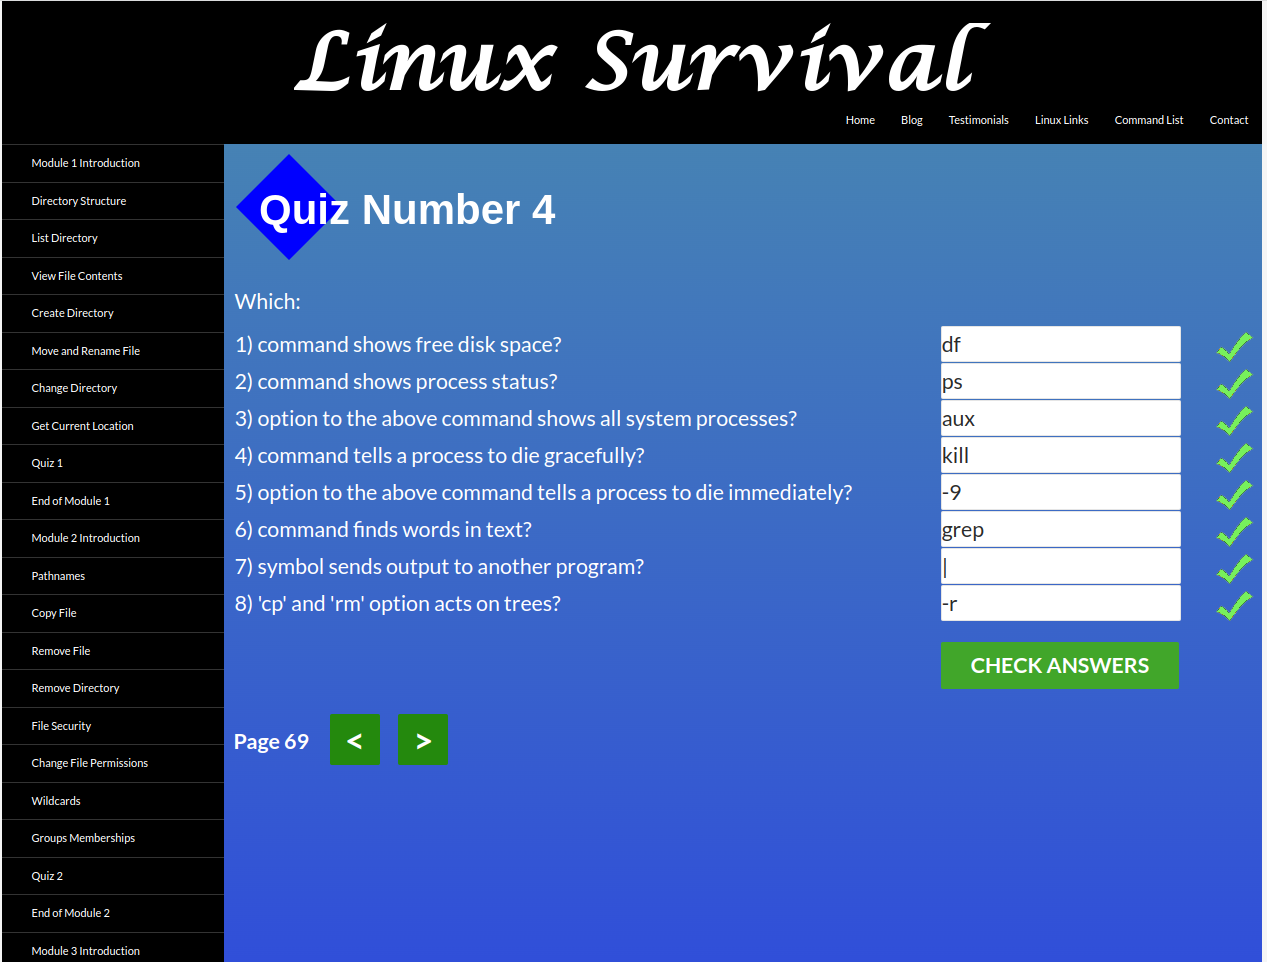 Linux Survival
Home Blog Testimonials Linux Links Command List Contact
Module 1 Introduction
Directory Structure
List Directory
View File Contents
Create Directory
Move and Rename File
Change Directory
Get Current Location
Quiz 1
End of Module 1
Module 2 Introduction
Pathnames
Copy File
Remove File
Remove Directory
File Security
Change File Permissions
Wildcards
Groups Memberships
Quiz 2
End of Module 2
Module 3 Introduction
Quiz Number 4
Which:
1) command shows free disk space? df
2) command shows process status? ps
3) option to the above command shows all system processes? aux
4) command tells a process to die gracefully? kill
5) option to the above command tells a process to die immediately? -9
6) command finds words in text? grep
7) symbol sends output to another program? |
8) 'cp' and 'rm' option acts on trees? -r
CHECK ANSWERS
Page 69 < >